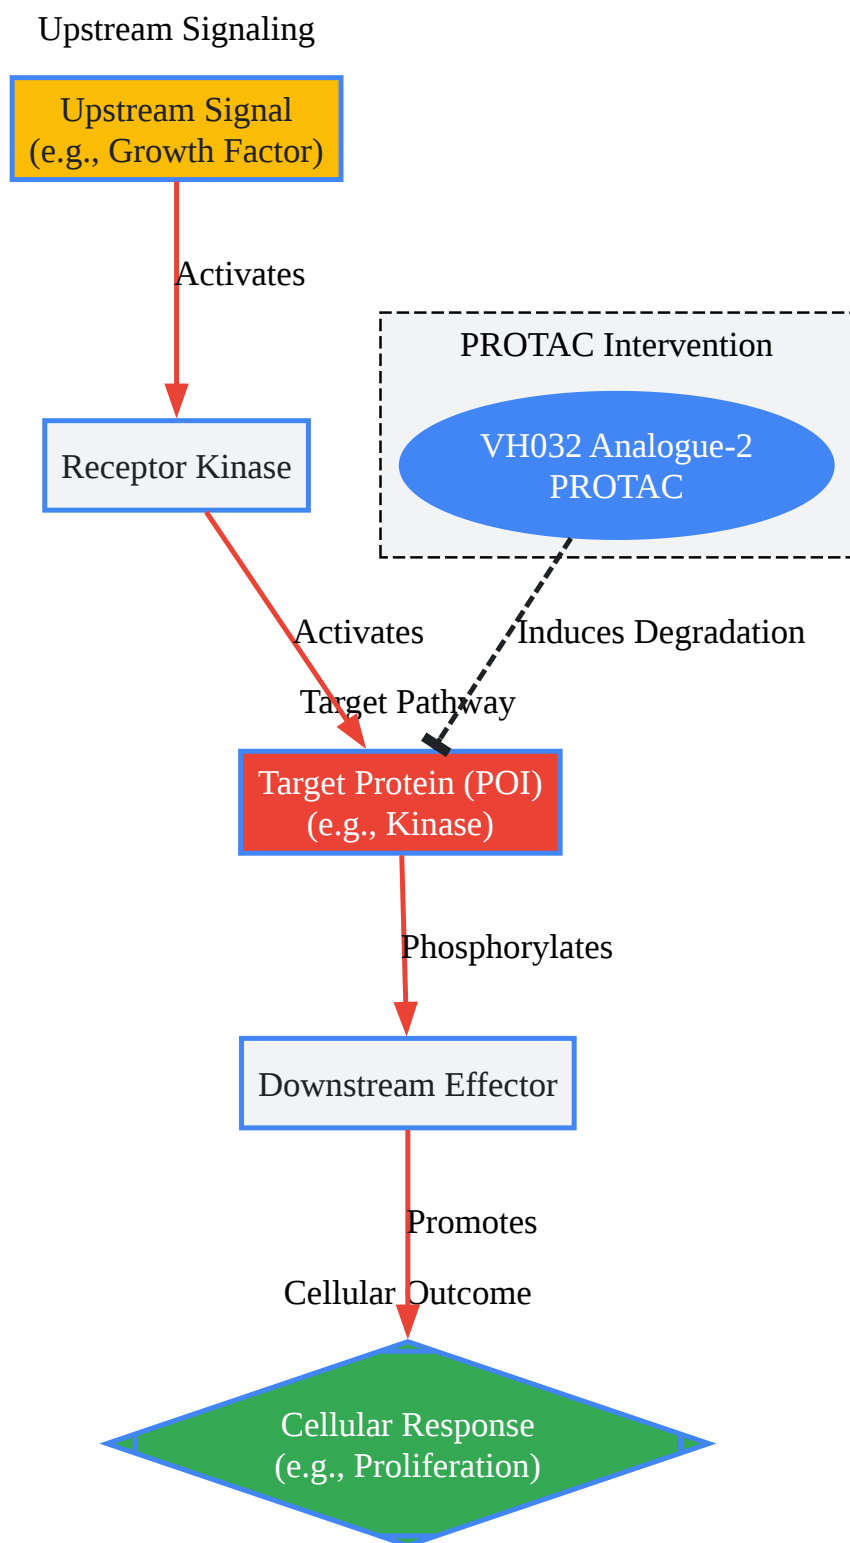 Upstream Signaling
Upstream Signal
(e.g., Growth Factor)
Activates
PROTAC Intervention
VH032 Analogue-2
PROTAC
Receptor Kinase
Activates
Induces Degradation
Target Pathway
Target Protein (POI)
(e.g., Kinase)
Phosphorylates
Downstream Effector
Promotes
Cellular Outcome
Cellular Response
(e.g., Proliferation)